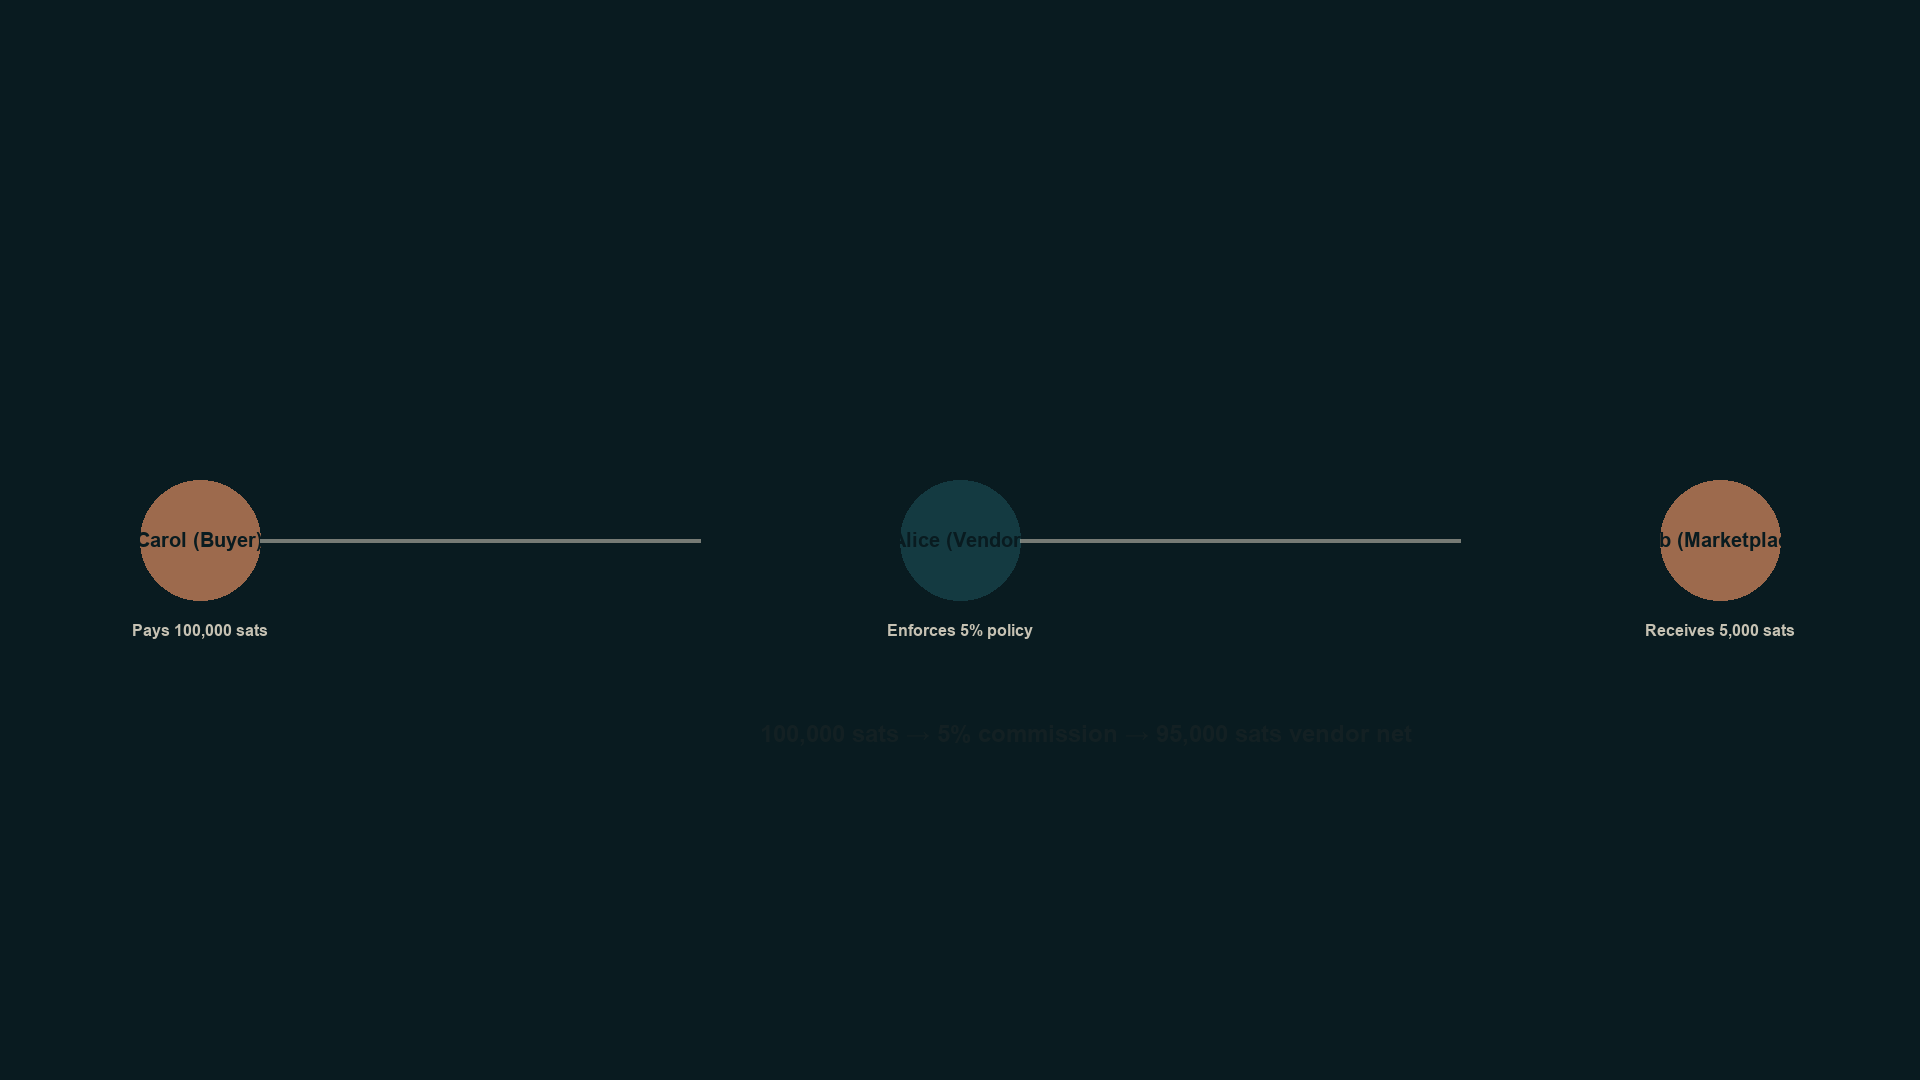 Carol (Buyer)
Alice (Vendor
b (Marketplac
Pays 100,000 sats
Enforces 5% policy
Receives 5,000 sats
100,000 sats → 5% commission → 95,000 sats vendor net